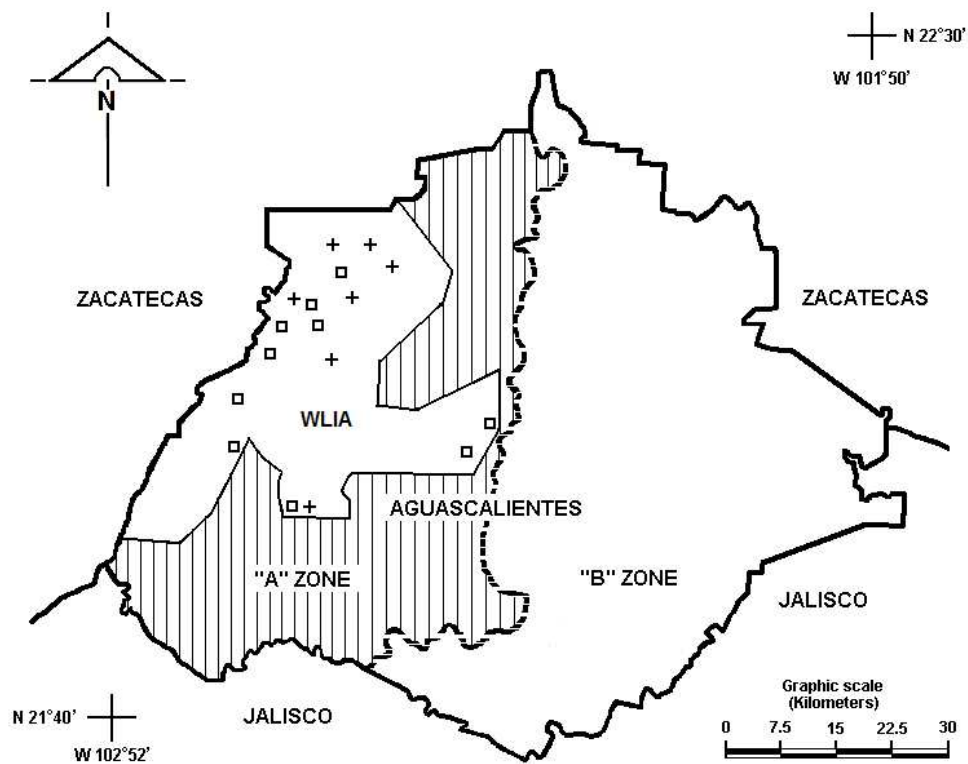 N 22°30'
W 101°50'
N
ZACATECAS
ZACATECAS
WLIA
AGUASCALIENTES
"A" ZONE
"B" ZONE
JALISCO
N 21°40'
W 102°52'
JALISCO
Graphic scale
(Kilometers)
0 7.5 15 22.5 30